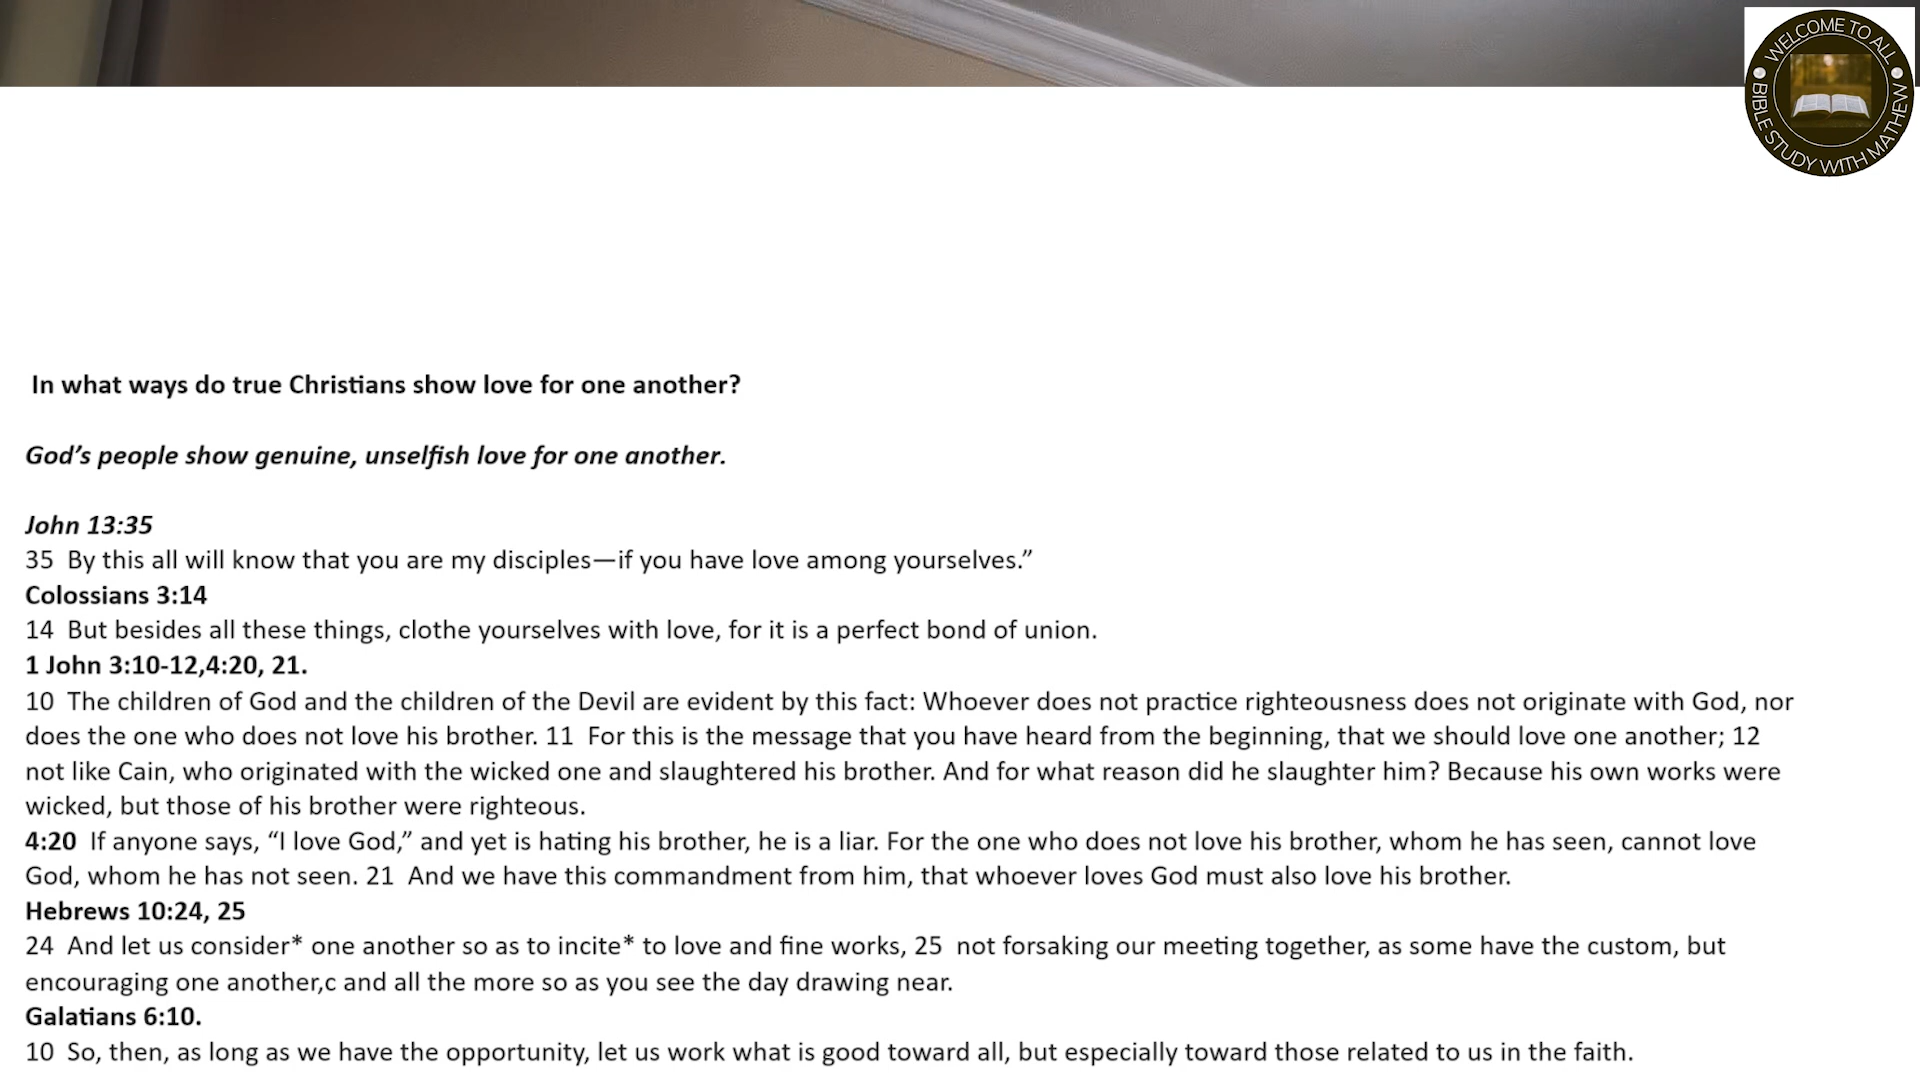 WELCOME TO ALL
BIBLE STUDY WITH MATHEW
In what ways do true Christians show love for one another?
God’s people show genuine, unselfish love for one another.
John 13:35
35  By this all will know that you are my disciples—if you have love among yourselves.”
Colossians 3:14
14  But besides all these things, clothe yourselves with love, for it is a perfect bond of union.
1 John 3:10-12,4:20, 21.
10  The children of God and the children of the Devil are evident by this fact: Whoever does not practice righteousness does not originate with God, nor
does the one who does not love his brother. 11  For this is the message that you have heard from the beginning, that we should love one another; 12
not like Cain, who originated with the wicked one and slaughtered his brother. And for what reason did he slaughter him? Because his own works were
wicked, but those of his brother were righteous.
4:20  If anyone says, “I love God,” and yet is hating his brother, he is a liar. For the one who does not love his brother, whom he has seen, cannot love
God, whom he has not seen. 21  And we have this commandment from him, that whoever loves God must also love his brother.
Hebrews 10:24, 25
24  And let us consider* one another so as to incite* to love and fine works, 25  not forsaking our meeting together, as some have the custom, but
encouraging one another,c and all the more so as you see the day drawing near.
Galatians 6:10.
10  So, then, as long as we have the opportunity, let us work what is good toward all, but especially toward those related to us in the faith.